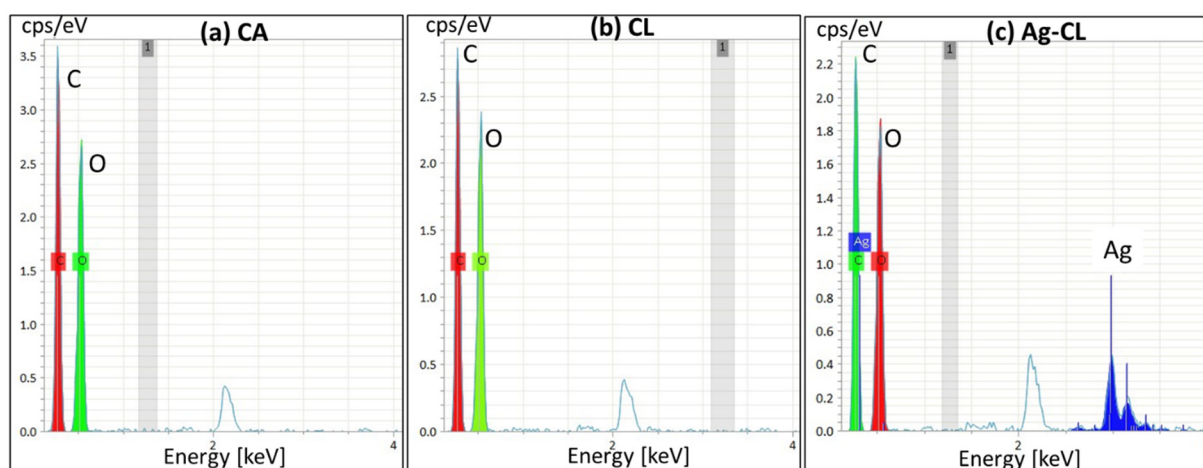 cps/eV
(a) CA
1
3.5
3.0
2.5
2.0
1.5
1.0
0.5
0.0
C
O
C
O
2
4
Energy [keV]
cps/eV
(b) CL
1
2.5
2.0
1.5
1.0
0.5
0.0
C
O
C
O
2
4
Energy [keV]
cps/eV
(c) Ag-CL
1
2.2
2.0
1.8
1.6
1.4
1.2
1.0
0.8
0.6
0.4
0.2
0.0
C
O
Ag
Ag
C
O
2
Energy [keV]